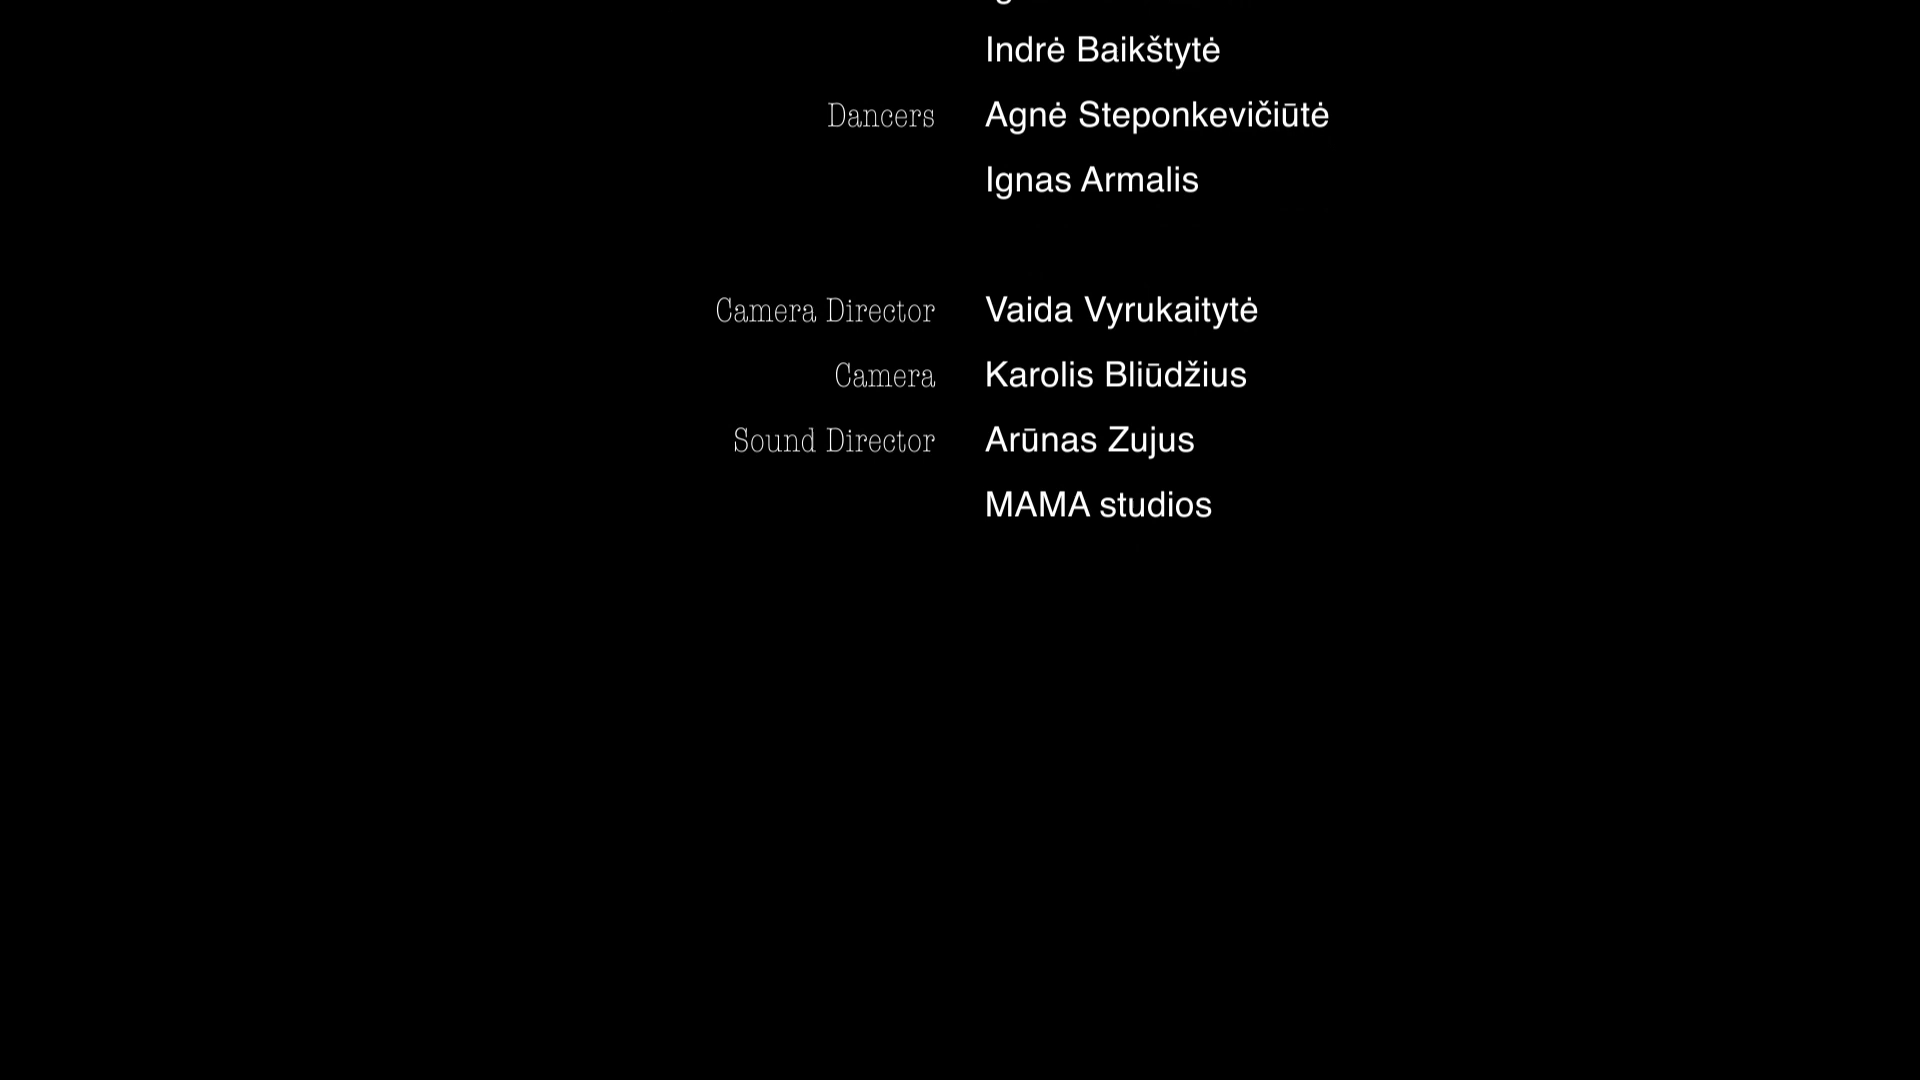 Indrė Baikštytė
Dancers Agnė Steponkevičiūtė
Ignas Armalis
Camera Director Vaida Vyrukaitytė
Camera Karolis Bliūdžius
Sound Director Arūnas Zujus
MAMA studios